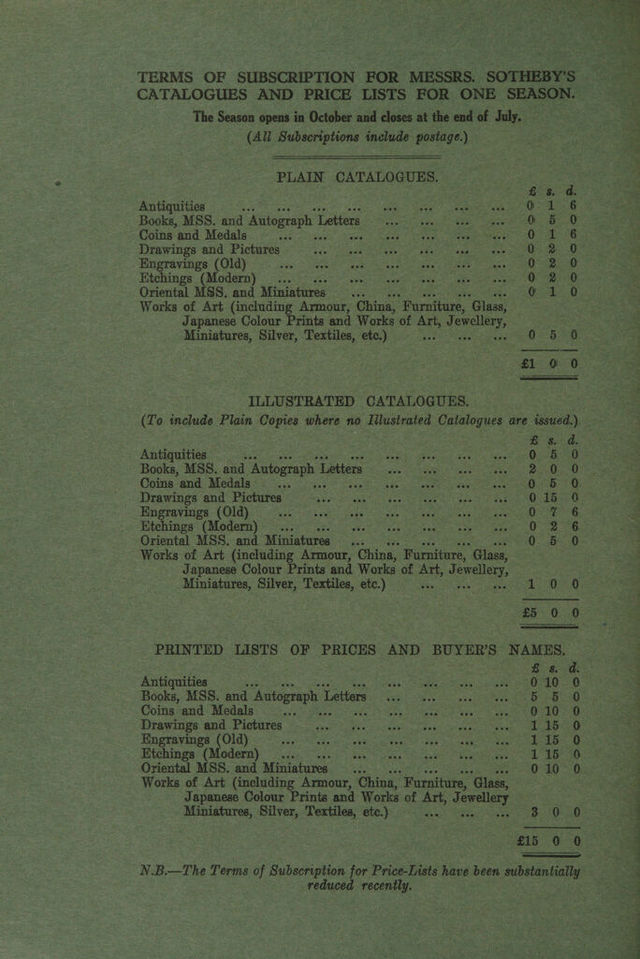 TERMS OF SUBSCRIPTION FOR MESSRS. SOTHEBY'S
CATALOGUES AND PRICE LISTS FOR ONE SEASON.
The Season opens in October and closes at the end of July.
(All Subscriptions include postage.)
PLAIN CATALOGUES.
£ s. d.
Antiquities ... ... ... ... ... ... ... ... 0 1 6
Books, MSS. and Autograph Letters ... ... ... ... 0 5 0
Coins and Medals ... ... ... ... ... ... ... 0 1 6
Drawings and Pictures ... ... ... ... ... ... 0 2 0
Engravings (Old) ... ... ... ... ... ... ... 0 2 0
Etchings (Modern) ... ... ... ... ... ... ... 0 2 0
Oriental MSS. and Miniatures ... ... ... ... ... 0 1 0
Works of Art (including Armour, China, Furniture, Glass,
Japanese Colour Prints and Works of Art, Jewellery,
Miniatures, Silver, Textiles, etc.) ... ... ... 0 5 0
£1 0 0
ILLUSTRATED CATALOGUES.
(To include Plain Copies where no Illustrated Catalogues are issued.)
£ s. d.
Antiquities ... ... ... ... ... ... ... ... 0 5 0
Books, MSS. and Autograph Letters ... ... ... ... 2 0 0
Coins and Medals ... ... ... ... ... ... ... 0 5 0
Drawings and Pictures ... ... ... ... ... ... 0 15 0
Engravings (Old) ... ... ... ... ... ... ... 0 7 6
Etchings (Modern) ... ... ... ... ... ... ... 0 2 6
Oriental MSS. and Miniatures ... ... ... ... ... 0 5 0
Works of Art (including Armour, China, Furniture, Glass,
Japanese Colour Prints and Works of Art, Jewellery,
Miniatures, Silver, Textiles, etc.) ... ... ... 1 0 0
£5 0 0
PRINTED LISTS OF PRICES AND BUYER'S NAMES.
£ s. d.
Antiquities ... ... ... ... ... ... ... ... 0 10 0
Books, MSS. and Autograph Letters ... ... ... ... 5 5 0
Coins and Medals ... ... ... ... ... ... ... 0 10 0
Drawings and Pictures ... ... ... ... ... ... 1 15 0
Engravings (Old) ... ... ... ... ... ... ... 1 15 0
Etchings (Modern) ... ... ... ... ... ... ... 1 15 0
Oriental MSS. and Miniatures ... ... ... ... ... 0 10 0
Works of Art (including Armour, China, Furniture, Glass,
Japanese Colour Prints and Works of Art, Jewellery
Miniatures, Silver, Textiles, etc.) ... ... ... 3 0 0
£15 0 0
N.B.—The Terms of Subscription for Price-Lists have been substantially
reduced recently.